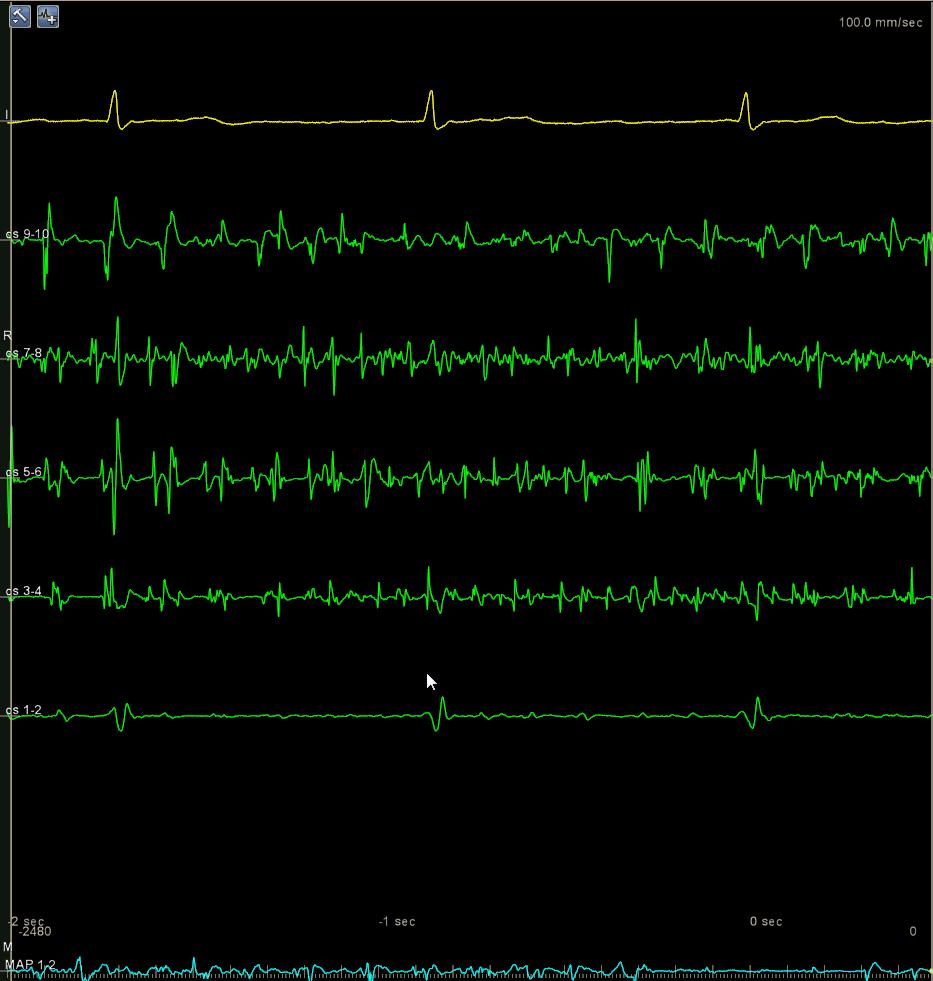 100.0 mm/sec
I
cs 9-10
R
cs 7-8
cs 5-6
cs 3-4
cs 1-2
-2 sec
-1 sec
0 sec
-2480
0
M
MAP 1-2